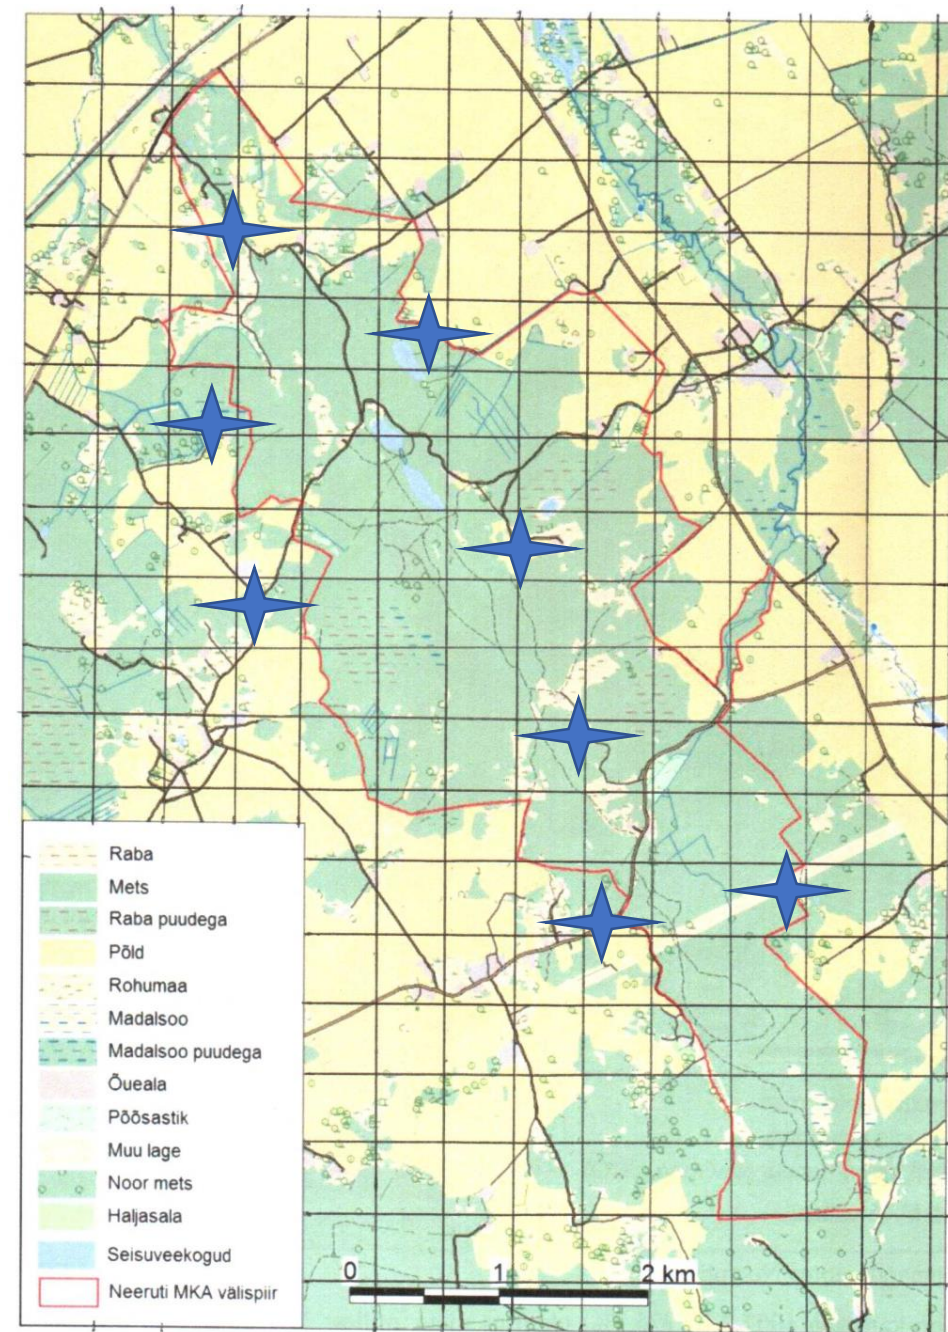 Raba
Mets
Raba puudega
Põld
Rohumaa
Madalsoo
Madalsoo puudega
Õueala
Põõsastik
Muu lage
Noor mets
Haljasala
Seisuveekogud
Neeruti MKA välispiir
0 1 2 km